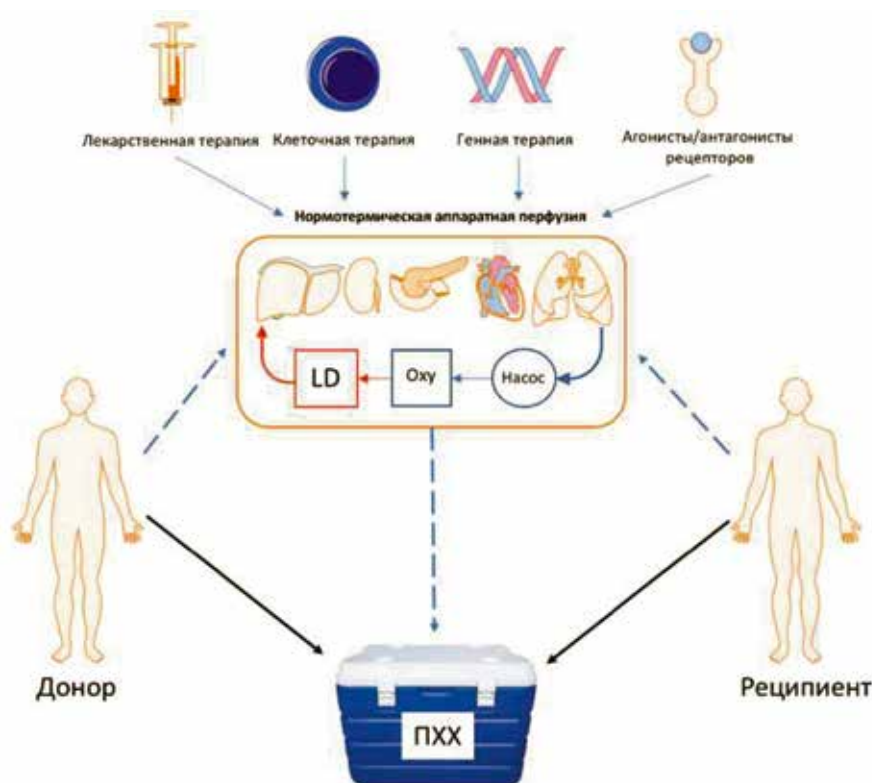 Лекарственная терапия
Клеточная терапия
Генная терапия
Агонисты/антагонисты
рецепторов
Нормотермическая аппаратная перфузия
LD
Oxy
Насос
Донор
Реципиент
ПХХ